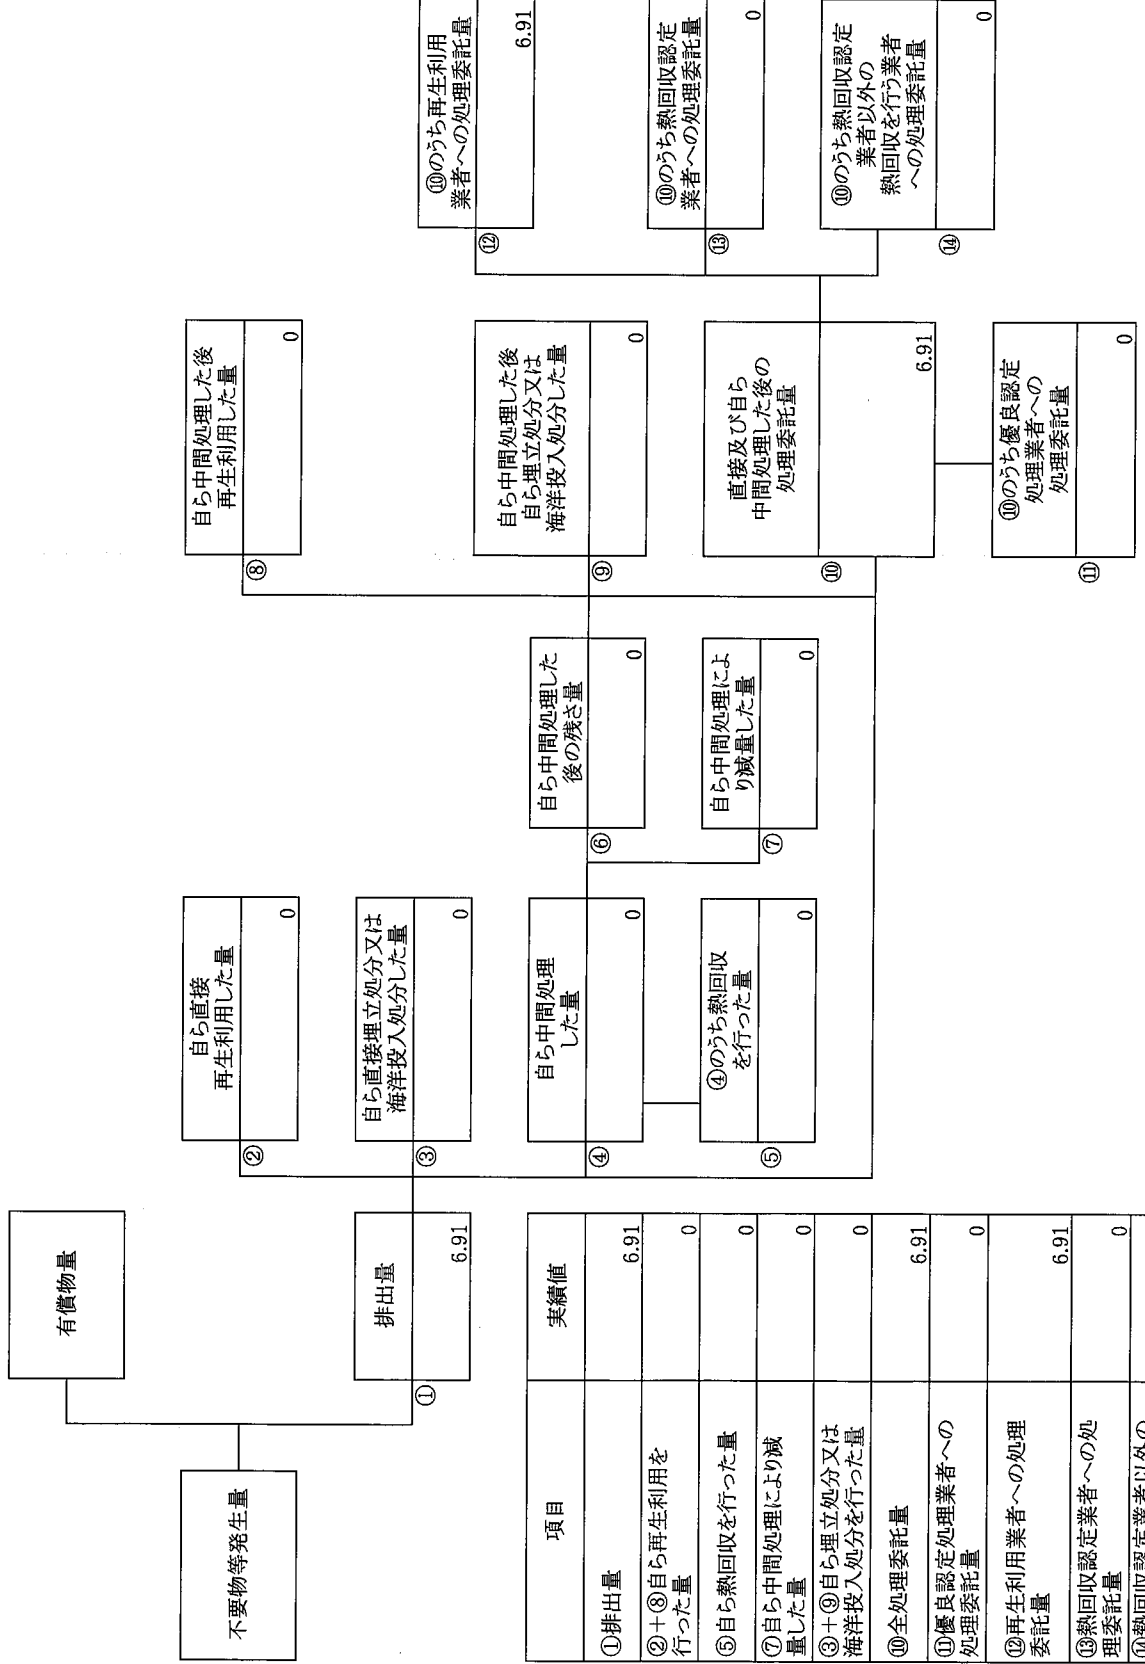 不要物等発生量
有償物量
排出量
①
6.91
自ら直接
再生利用した量
②
0
自ら直接埋立処分又は
海洋投入処分した量
③
0
自ら中間処理
した量
④
0
④のうち熱回収
を行った量
⑤
0
自ら中間処理した
後の残さ量
⑥
0
自ら中間処理によ
り減量した量
⑦
0
自ら中間処理した後
再生利用した量
⑧
0
自ら中間処理した後
自ら埋立処分又は
海洋投入処分した量
⑨
0
直接及び自ら
中間処理した後の
処理委託量
⑩
6.91
⑩のうち優良認定
処理業者への
処理委託量
⑪
0
⑩のうち再生利用
業者への処理委託量
⑫
6.91
⑩のうち熱回収認定
業者への処理委託量
⑬
0
⑩のうち熱回収認定
業者以外の
熱回収を行う業者
への処理委託量
⑭
0
項目 実績値
①排出量 6.91
②+⑧自ら再生利用を
行った量 0
⑤自ら熱回収を行った量 0
⑦自ら中間処理により減
量した量 0
③+⑨自ら埋立処分又は
海洋投入処分を行った量 0
⑩全処理委託量 6.91
⑪優良認定処理業者への
処理委託量 0
⑫再生利用業者への処理
委託量 6.91
⑬熱回収認定業者への処
理委託量 0
⑭熱回収認定業者以外の